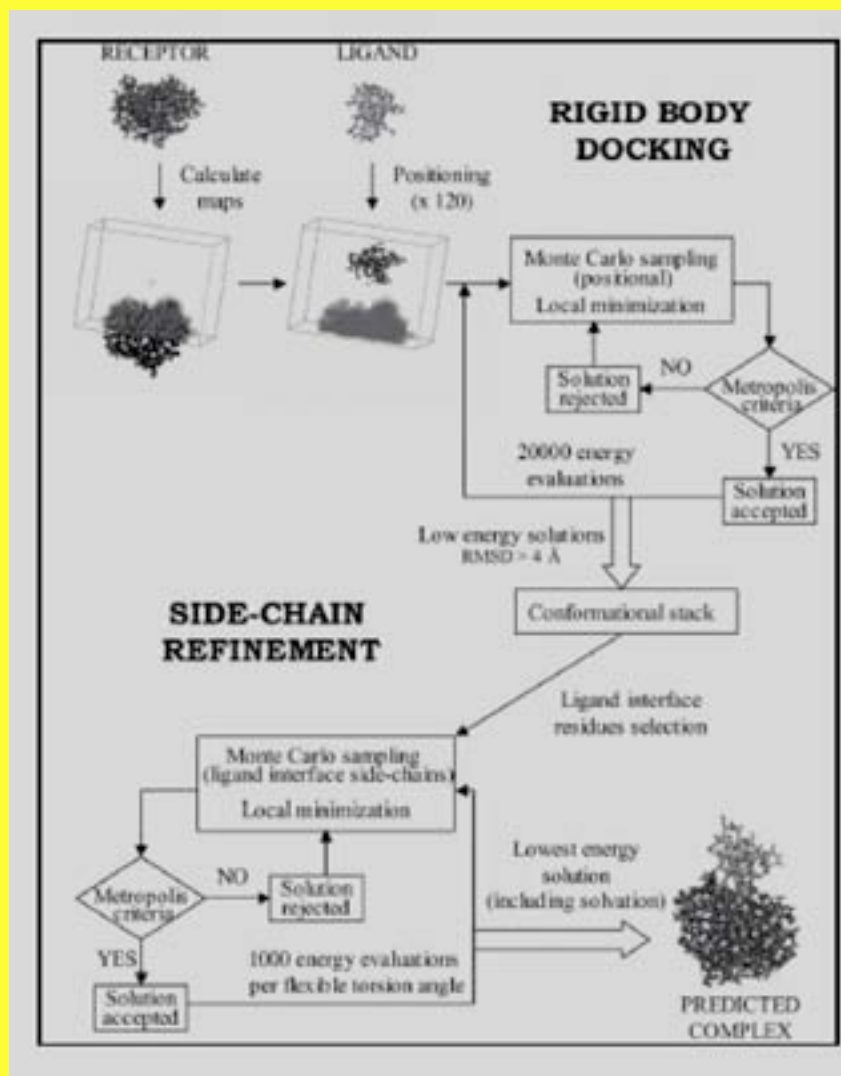 RECEPTOR
LIGAND
RIGID BODY
DOCKING
Calculate
maps
Positioning
(x 120)
Monte Carlo sampling
(positional)
Local minimization
NO
Solution
rejected
Metropolis
criteria
YES
20000 energy
evaluations
Solution
accepted
Low energy solutions
RMSD > 4 Å
Conformational stack
SIDE-CHAIN
REFINEMENT
Ligand interface
residues selection
Monte Carlo sampling
(ligand interface side-chains)
Local minimization
NO
Metropolis
criteria
Solution
rejected
YES
1000 energy evaluations
per flexible torsion angle
Solution
accepted
Lowest energy
solution
(including solvation)
PREDICTED
COMPLEX